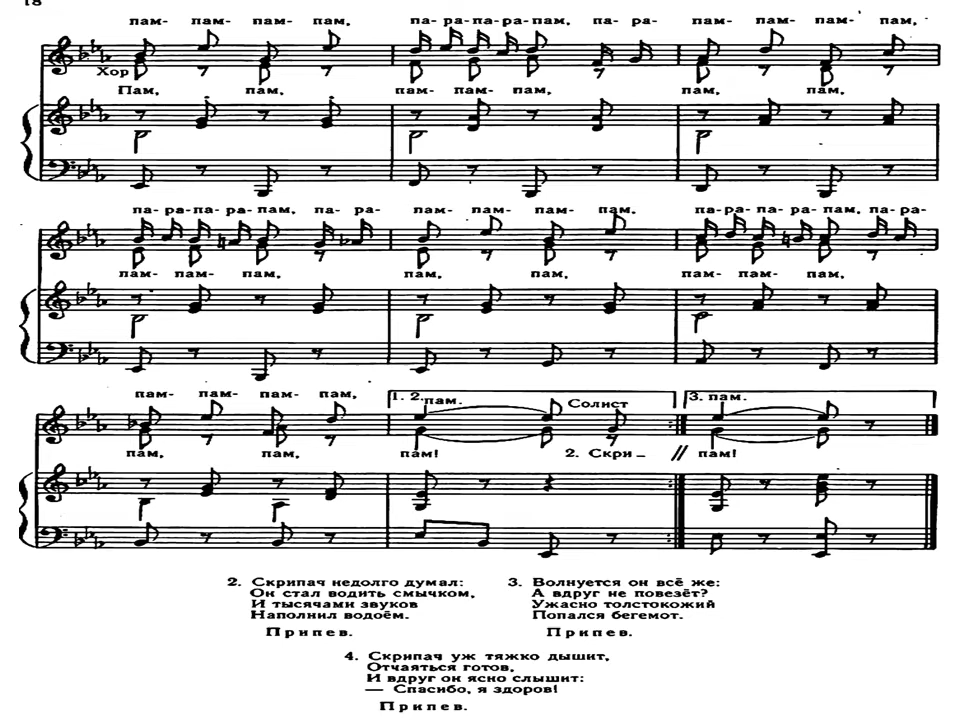 18
пам- пам- пам- пам, па- ра-па-ра-пам, па- ра- пам- пам- пам- пам,
Хор
Пам, пам, пам- пам- пам, пам, пам,
па- ра-па- ра- пам, па- ра- пам- пам- пам- пам, па-ра-па- ра- пам, па-ра-
пам- пам- пам, пам, пам, пам- пам- пам,
пам- пам- пам- пам, 1. 2. пам. Солист 3. пам.
пам, пам, пам! 2. Скри – // пам!
2. Скрипач недолго думал:
Он стал водить смычком,
И тысячами звуков
Наполнил водоём.
Припев.
3. Волнуется он всё же:
А вдруг не повезёт?
Ужасно толстокожий
Попался бегемот.
Припев.
4. Скрипач уж тяжко дышит,
Отчаяться готов,
И вдруг он ясно слышит:
— Спасибо, я здоров!
Припев.